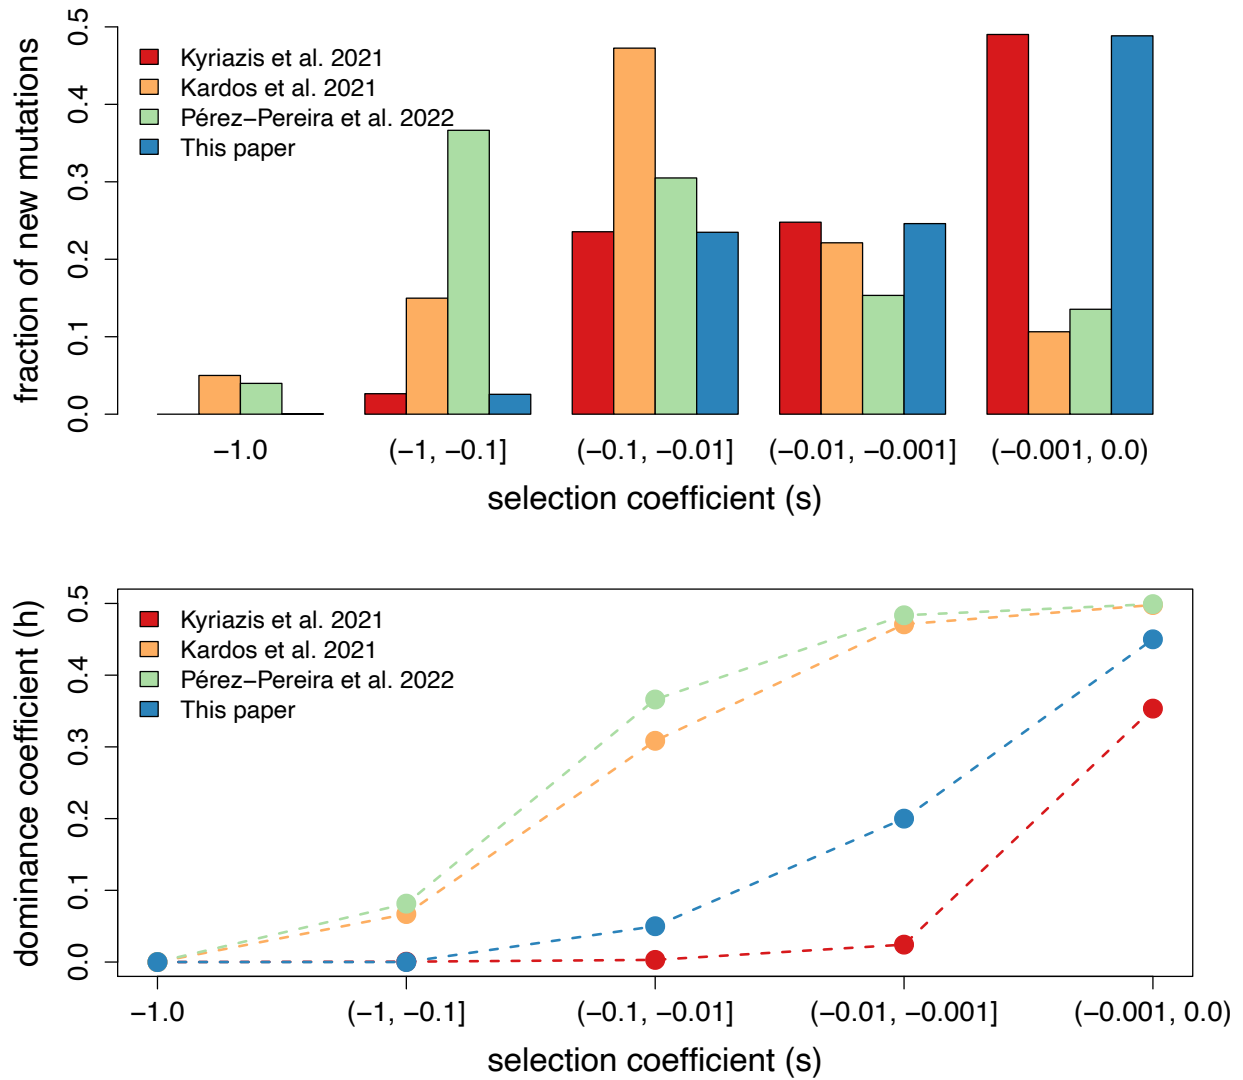 fraction of new mutations
0.5
0.4
0.3
0.2
0.1
0.0
Kyriazis et al. 2021
Kardos et al. 2021
Pérez−Pereira et al. 2022
This paper
−1.0
(−1, −0.1]
(−0.1, −0.01]
(−0.01, −0.001]
(−0.001, 0.0)
selection coefficient (s)
dominance coefficient (h)
0.5
0.4
0.3
0.2
0.1
0.0
Kyriazis et al. 2021
Kardos et al. 2021
Pérez−Pereira et al. 2022
This paper
−1.0
(−1, −0.1]
(−0.1, −0.01]
(−0.01, −0.001]
(−0.001, 0.0)
selection coefficient (s)